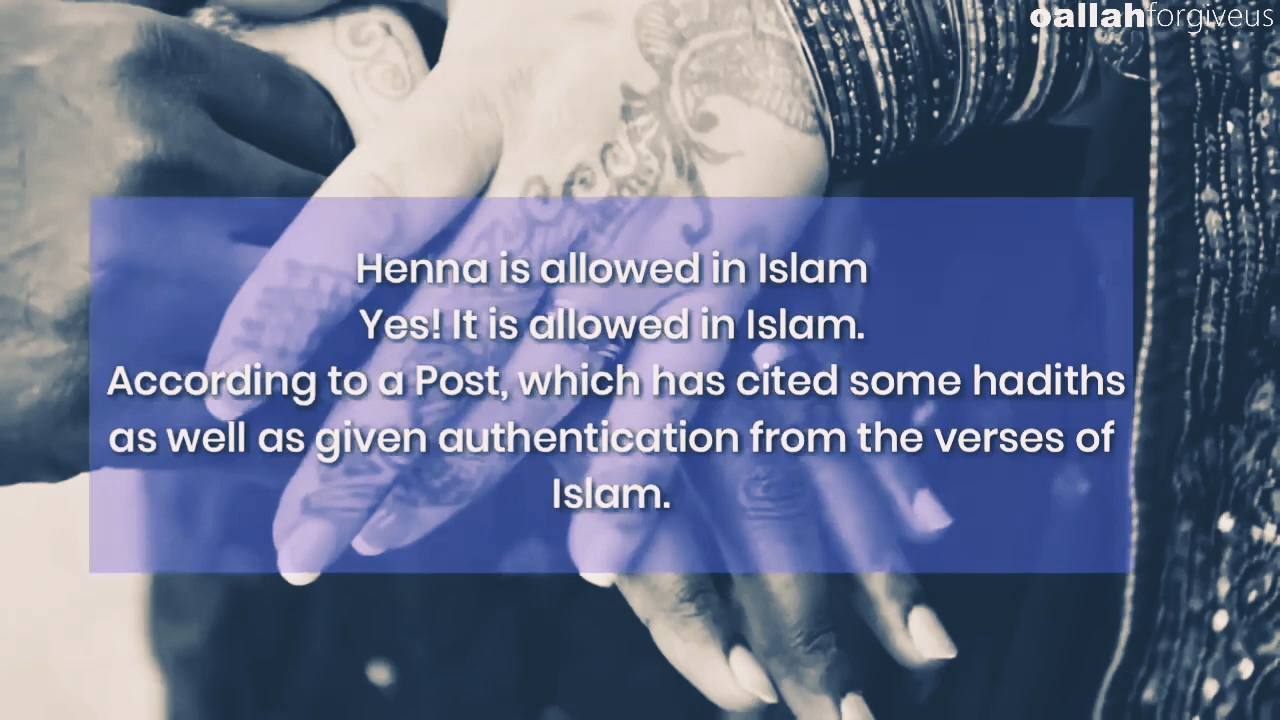 oallahforgiveus
Henna is allowed in Islam
Yes! It is allowed in Islam.
According to a Post, which has cited some hadiths
as well as given authentication from the verses of
Islam.